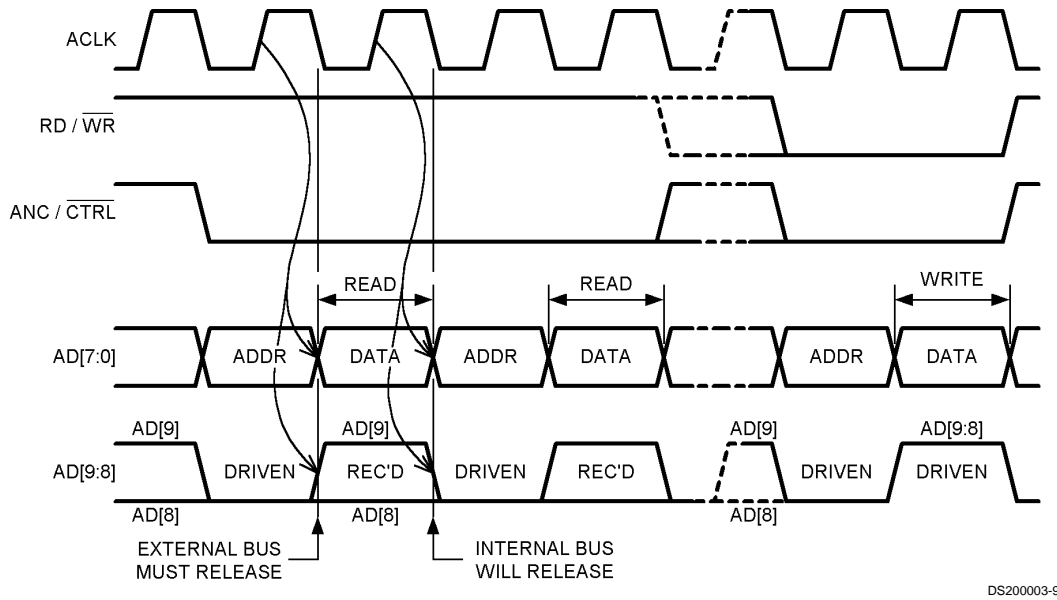 ACLK
RD / WR
ANC / CTRL
READ
READ
WRITE
AD[7:0]
ADDR
DATA
ADDR
DATA
ADDR
DATA
AD[9]
AD[9]
AD[9]
AD[9:8]
AD[9:8]
DRIVEN
REC'D
DRIVEN
REC'D
DRIVEN
DRIVEN
AD[8]
AD[8]
AD[8]
EXTERNAL BUS
MUST RELEASE
INTERNAL BUS
WILL RELEASE
DS200003-9